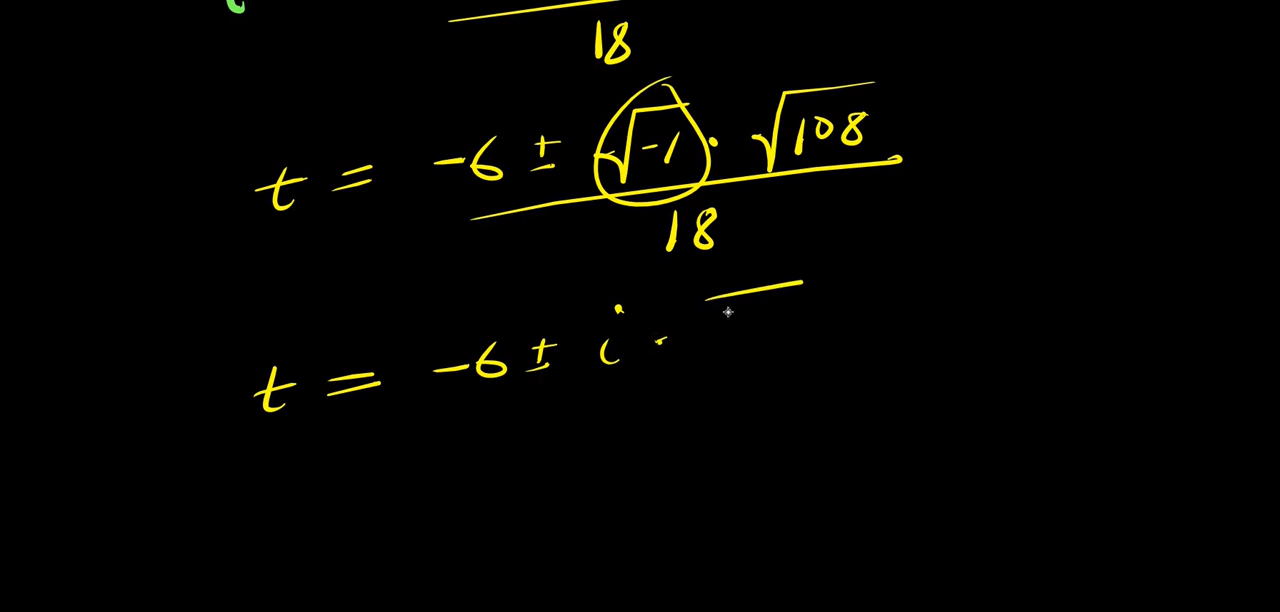 18
t = -6 ± √-1 · √108
18
t = -6 ± i ·